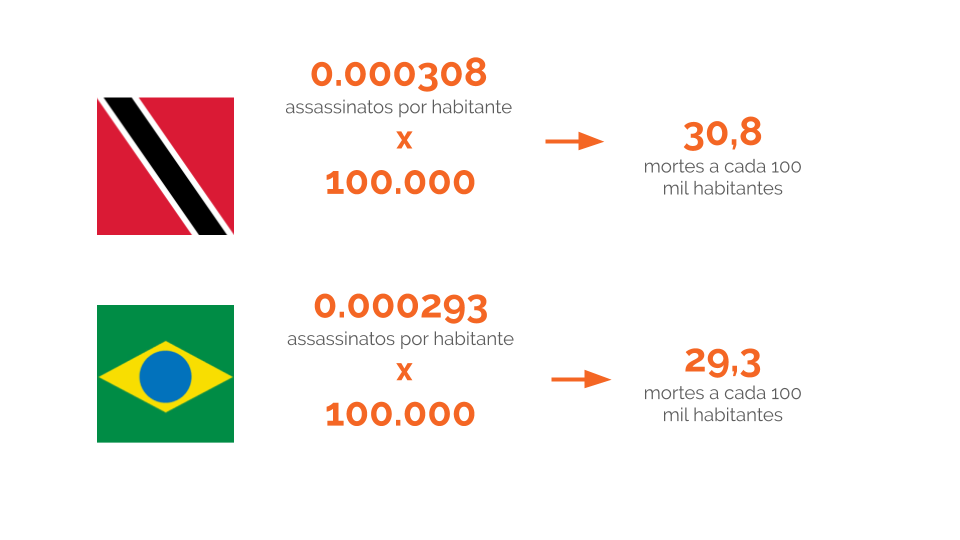 0.000308
assassinatos por habitante
x
100.000
30,8
mortes a cada 100
mil habitantes
0.000293
assassinatos por habitante
x
100.000
29,3
mortes a cada 100
mil habitantes